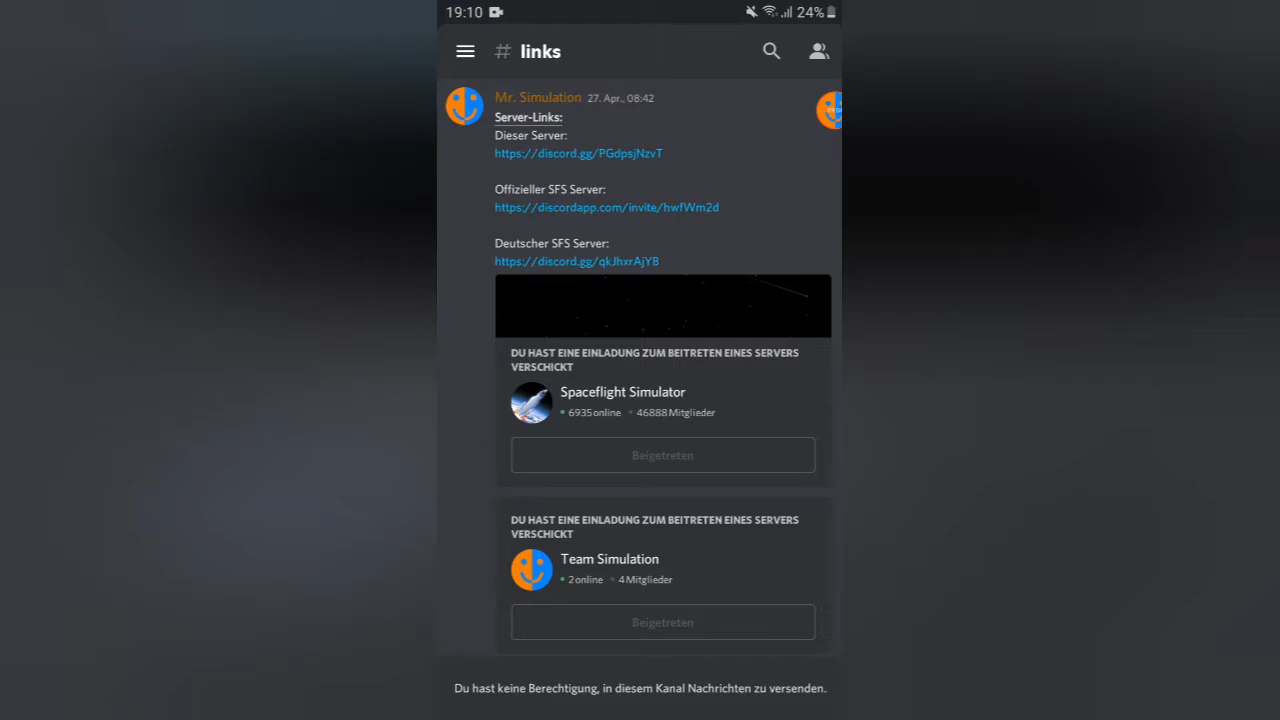 19:10 24%
# links
Mr. Simulation 27. Apr., 08:42
Server-Links:
Dieser Server:
https://discord.gg/PGdpsjNzvT
Offizieller SFS Server:
https://discordapp.com/invite/hwfWm2d
Deutscher SFS Server:
https://discord.gg/qkJhxrAjYB
DU HAST EINE EINLADUNG ZUM BEITRETEN EINES SERVERS
VERSCHICKT
Spaceflight Simulator
6935 online 46888 Mitglieder
Beigetreten
DU HAST EINE EINLADUNG ZUM BEITRETEN EINES SERVERS
VERSCHICKT
Team Simulation
2 online 4 Mitglieder
Beigetreten
Du hast keine Berechtigung, in diesem Kanal Nachrichten zu versenden.